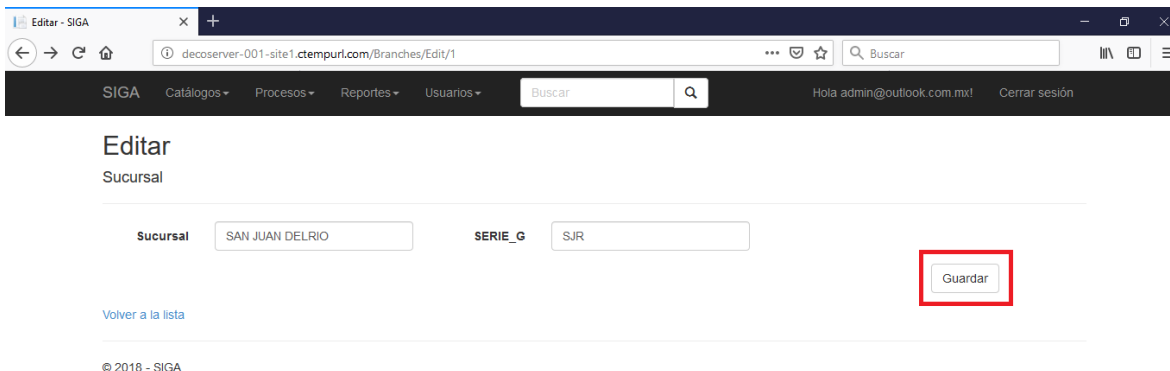 Editar - SIGA
decoserver-001-site1.ctempurl.com/Branches/Edit/1
Buscar
SIGA Catálogos Procesos Reportes Usuarios Buscar Hola admin@outlook.com.mx! Cerrar sesión
Editar
Sucursal
Sucursal SAN JUAN DELRIO SERIE_G SJR
Guardar
Volver a la lista
© 2018 - SIGA